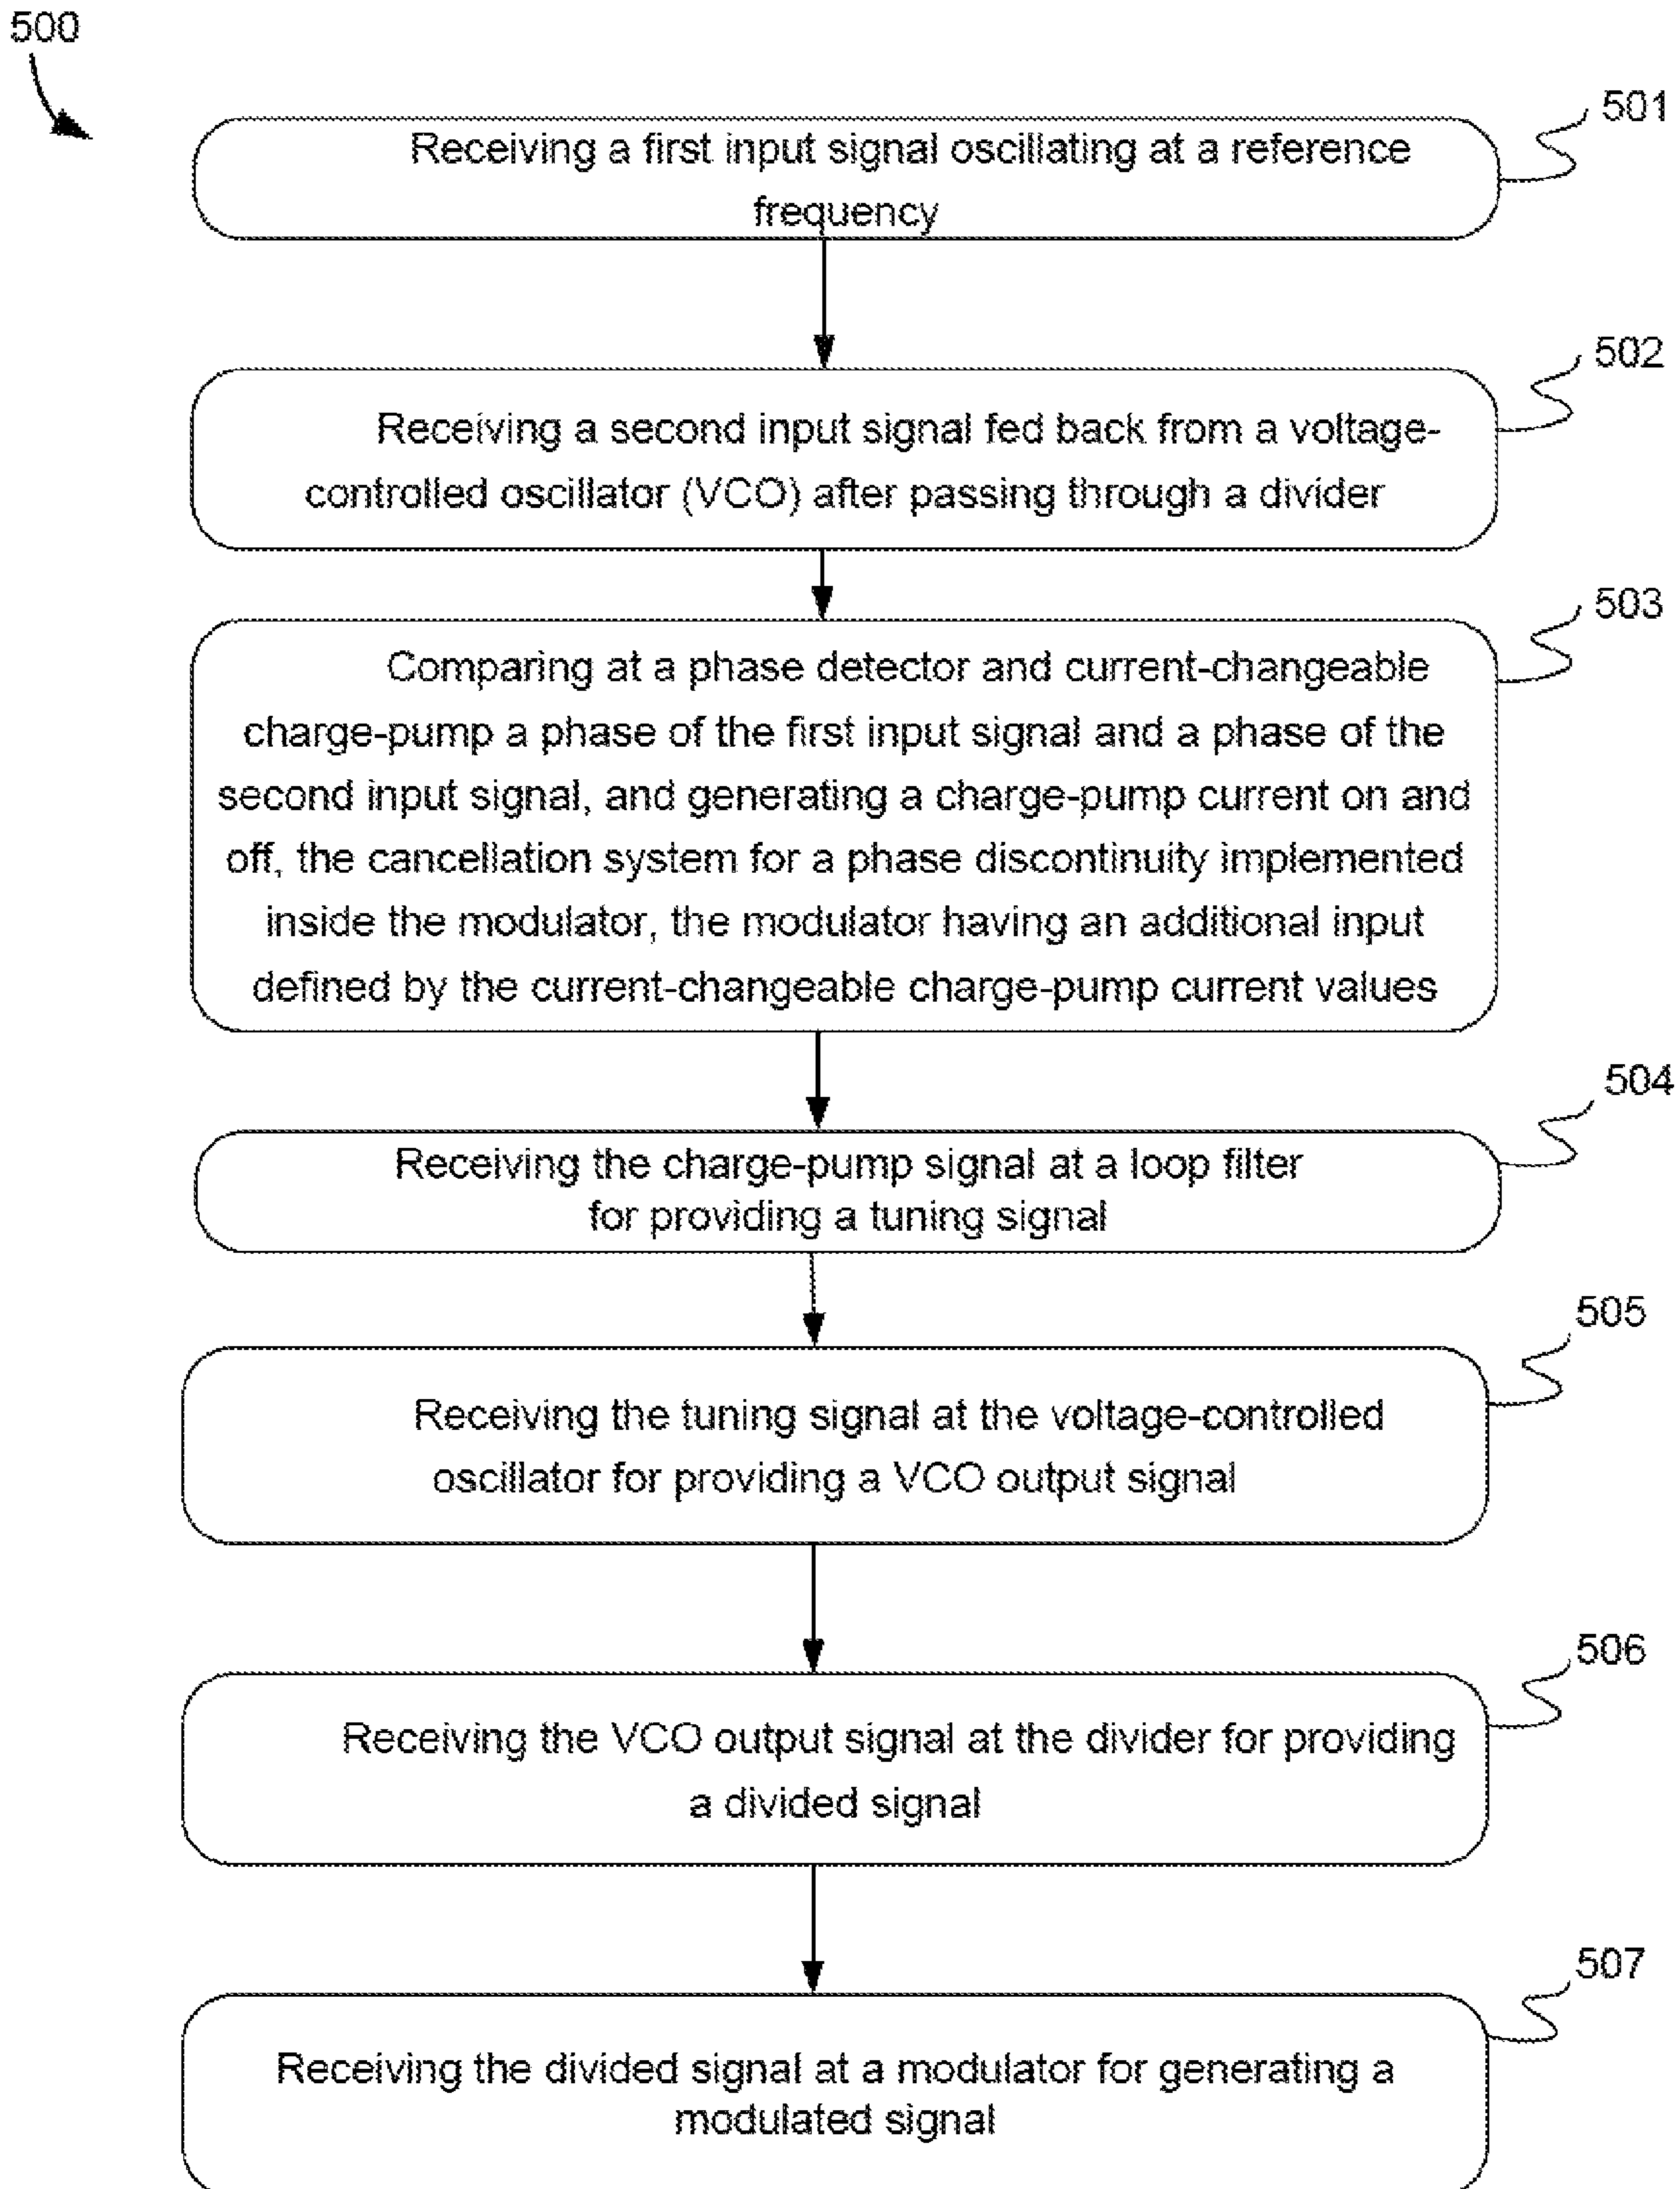 500
501
Receiving a first input signal oscillating at a reference
frequency
502
Receiving a second input signal fed back from a voltage-
controlled oscillator (VCO) after passing through a divider
503
Comparing at a phase detector and current-changeable
charge-pump a phase of the first input signal and a phase of the
second input signal, and generating a charge-pump current on and
off, the cancellation system for a phase discontinuity implemented
inside the modulator, the modulator having an additional input
defined by the current-changeable charge-pump current values
504
Receiving the charge-pump signal at a loop filter
for providing a tuning signal
505
Receiving the tuning signal at the voltage-controlled
oscillator for providing a VCO output signal
506
Receiving the VCO output signal at the divider for providing
a divided signal
507
Receiving the divided signal at a modulator for generating a
modulated signal